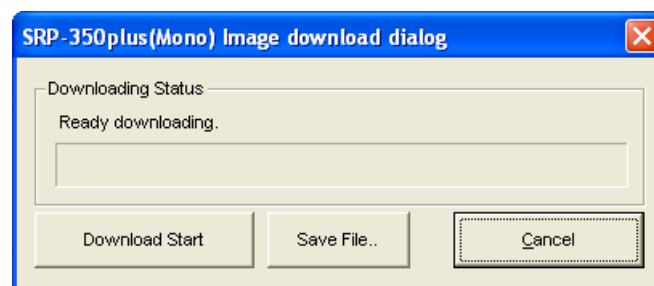 SRP-350plus(Mono) Image download dialog
Downloading Status
Ready downloading.
Download Start
Save File..
Cancel